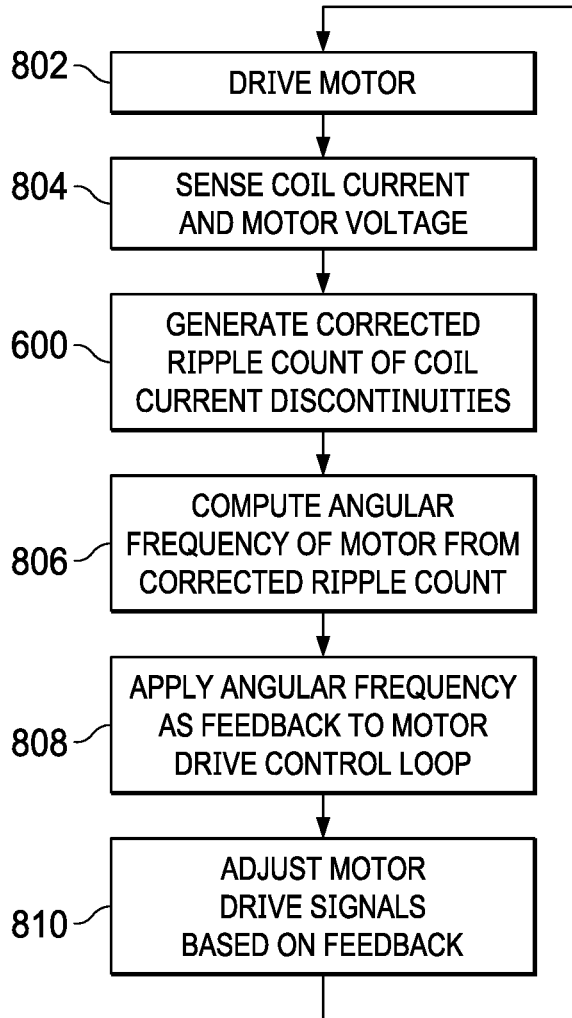 802
DRIVE MOTOR
804
SENSE COIL CURRENT
AND MOTOR VOLTAGE
600
GENERATE CORRECTED
RIPPLE COUNT OF COIL
CURRENT DISCONTINUITIES
806
COMPUTE ANGULAR
FREQUENCY OF MOTOR FROM
CORRECTED RIPPLE COUNT
808
APPLY ANGULAR FREQUENCY
AS FEEDBACK TO MOTOR
DRIVE CONTROL LOOP
810
ADJUST MOTOR
DRIVE SIGNALS
BASED ON FEEDBACK